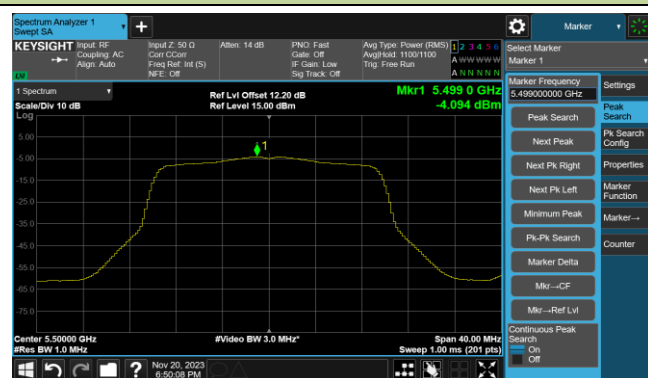 Spectrum Analyzer 1
Swept SA
Marker
KEYSIGHT
Input: RF
Coupling: AC
Align: Auto
Input Z: 50 Ω
Corr CCorr
Freq Ref: Int (S)
NFE: Off
Atten: 14 dB
PNO: Fast
Gate: Off
IF Gain: Low
Sig Track: Off
Avg Type: Power (RMS)
Avg|Hold: 1100/1100
Trig: Free Run
1 2 3 4 5 6
A W W W W W
A N N N N N
LV
Select Marker
Marker 1
1 Spectrum
Scale/Div 10 dB
Log
Ref Lvl Offset 12.20 dB
Ref Level 15.00 dBm
Mkr1 5.499 0 GHz
-4.094 dBm
1
5.00
-5.00
-15.0
-25.0
-35.0
-45.0
-55.0
-65.0
-75.0
Center 5.50000 GHz
#Res BW 1.0 MHz
#Video BW 3.0 MHz*
Span 40.00 MHz
Sweep 1.00 ms (201 pts)
Marker Frequency
5.499000000 GHz
Peak Search
Next Peak
Next Pk Right
Next Pk Left
Minimum Peak
Pk-Pk Search
Marker Delta
Mkr→CF
Mkr→Ref Lvl
Continuous Peak
Search
On
Off
Settings
Peak
Search
Pk Search
Config
Properties
Marker
Function
Marker→
Counter
Nov 20, 2023
6:50:08 PM